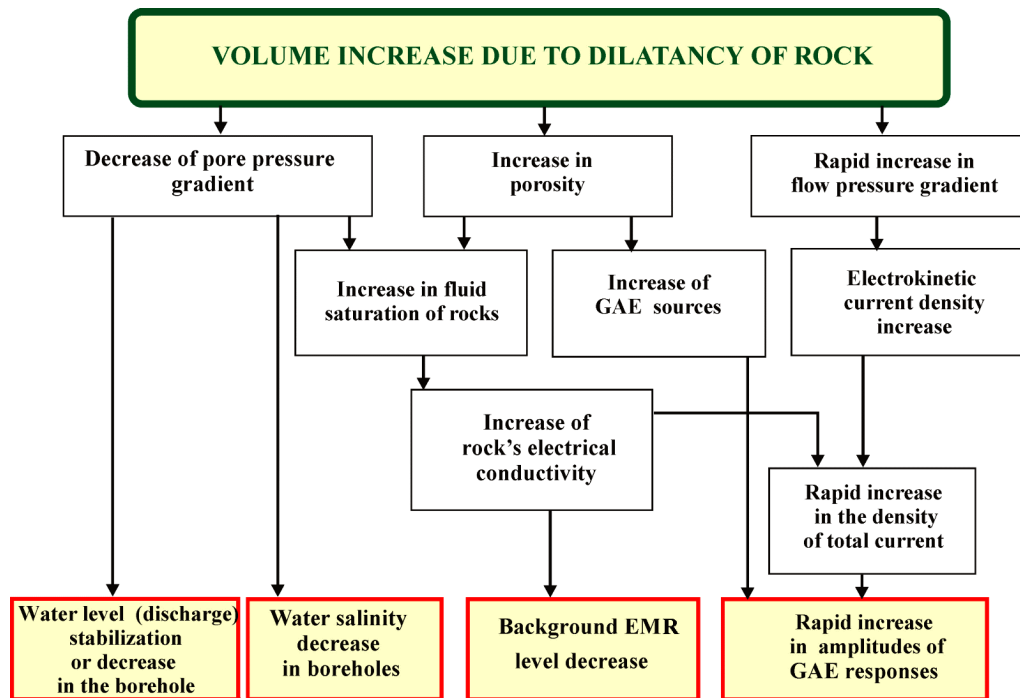 VOLUME INCREASE DUE TO DILATANCY OF ROCK
Decrease of pore pressure
gradient
Increase in
porosity
Rapid increase in
flow pressure gradient
Increase in fluid
saturation of rocks
Increase of
GAE sources
Electrokinetic
current density
increase
Increase of
rock's electrical
conductivity
Rapid increase
in the density
of total current
Water level (discharge)
stabilization
or decrease
in the borehole
Water salinity
decrease
in boreholes
Background EMR
level decrease
Rapid increase
in amplitudes of
GAE responses